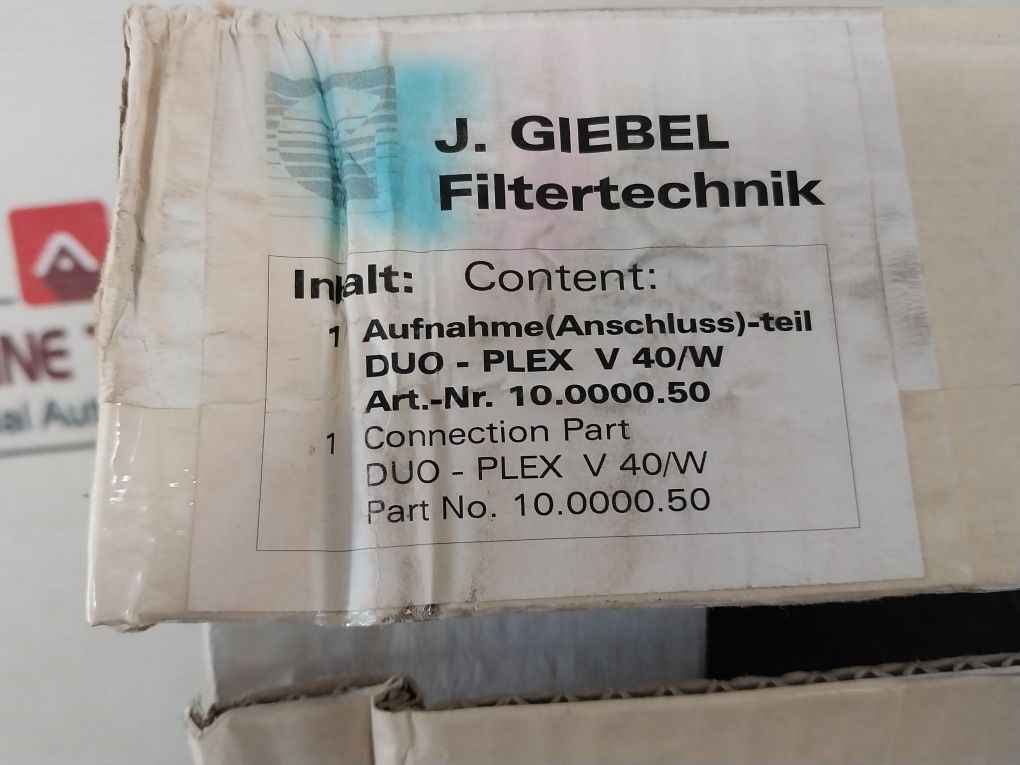 J. GIEBEL
Filtertechnik
Inhalt: Content:
1 Aufnahme(Anschluss)-teil
DUO - PLEX V 40/W
Art.-Nr. 10.0000.50
1 Connection Part
DUO - PLEX V 40/W
Part No. 10.0000.50